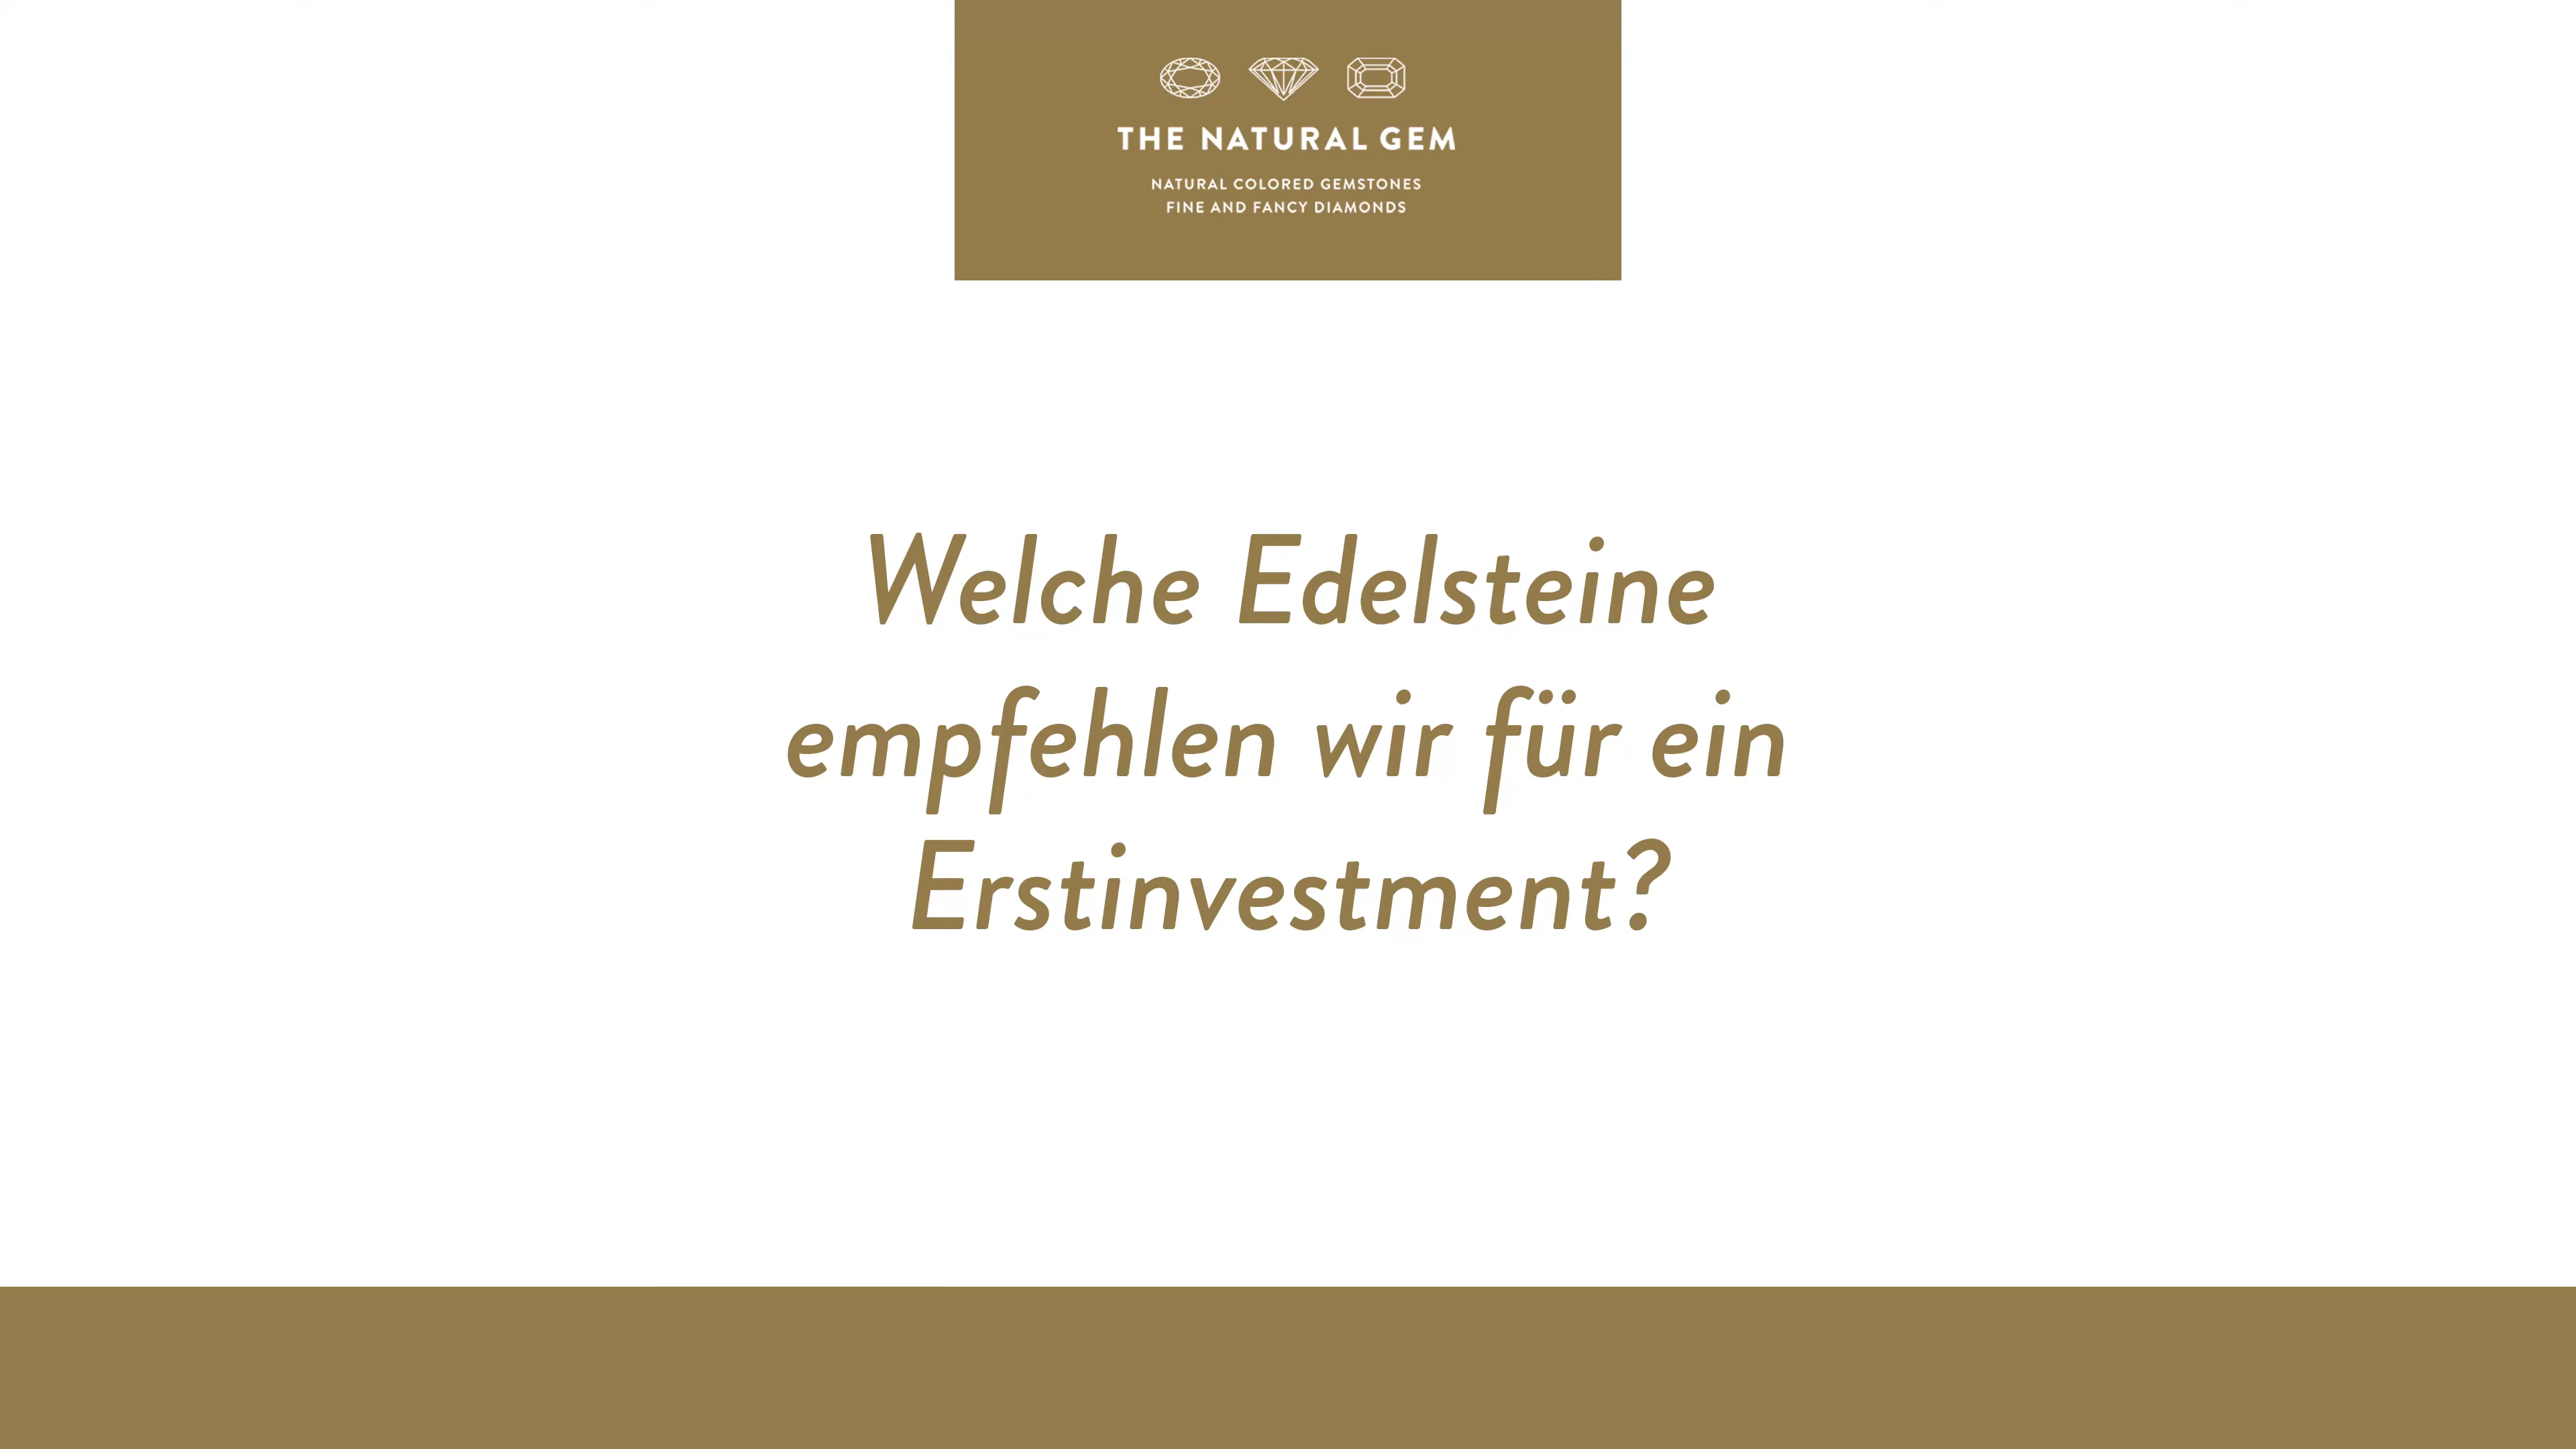 THE NATURAL GEM
NATURAL COLORED GEMSTONES
FINE AND FANCY DIAMONDS
Welche Edelsteine
empfehlen wir für ein
Erstinvestment?